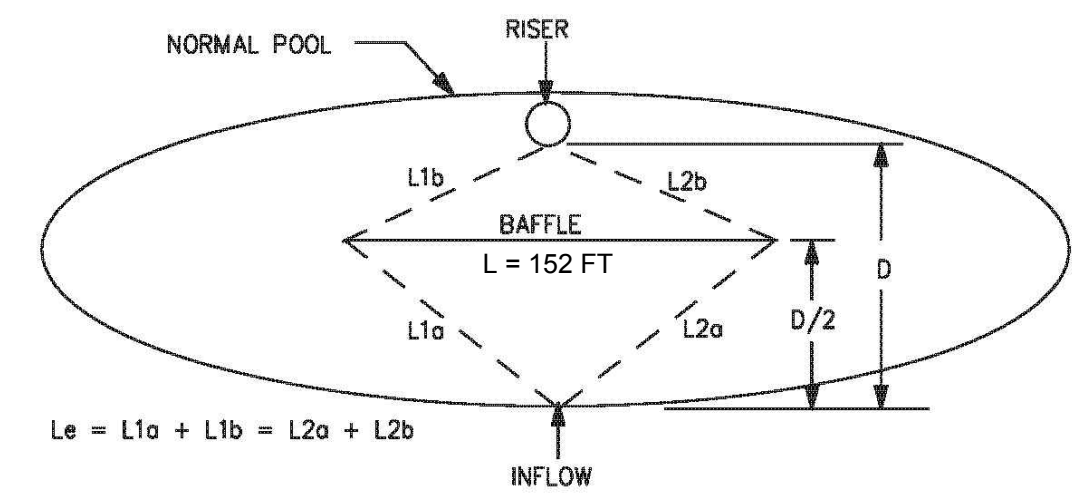 RISER
NORMAL POOL
L1b
L2b
BAFFLE
L = 152 FT
D
L1a
L2a
D/2
Le = L1a + L1b = L2a + L2b
INFLOW